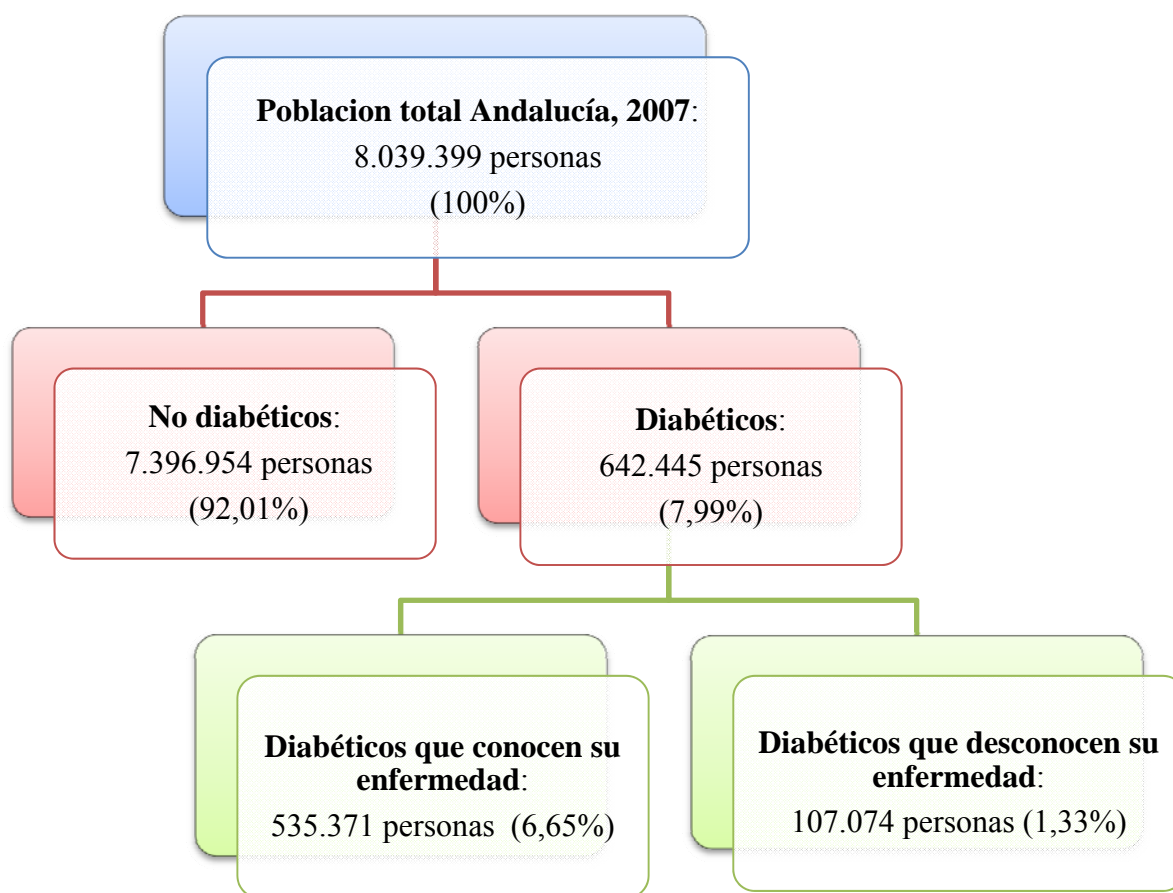 Poblacion total Andalucía, 2007:
8.039.399 personas
(100%)
No diabéticos:
7.396.954 personas
(92,01%)
Diabéticos:
642.445 personas
(7,99%)
Diabéticos que conocen su
enfermedad:
535.371 personas (6,65%)
Diabéticos que desconocen su
enfermedad:
107.074 personas (1,33%)